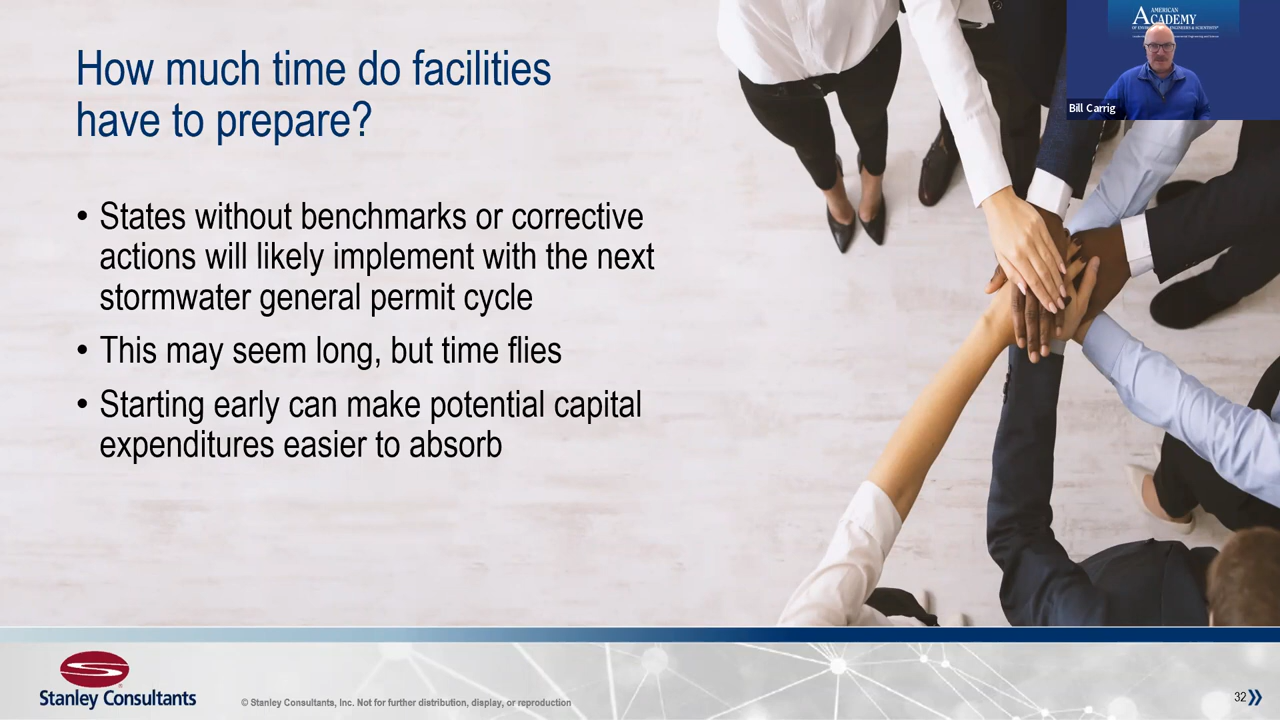 How much time do facilities
have to prepare?
• States without benchmarks or corrective
actions will likely implement with the next
stormwater general permit cycle
• This may seem long, but time flies
• Starting early can make potential capital
expenditures easier to absorb
AMERICAN
ACADEMY
Bill Carrig
Stanley Consultants
© Stanley Consultants, Inc. Not for further distribution, display, or reproduction
32